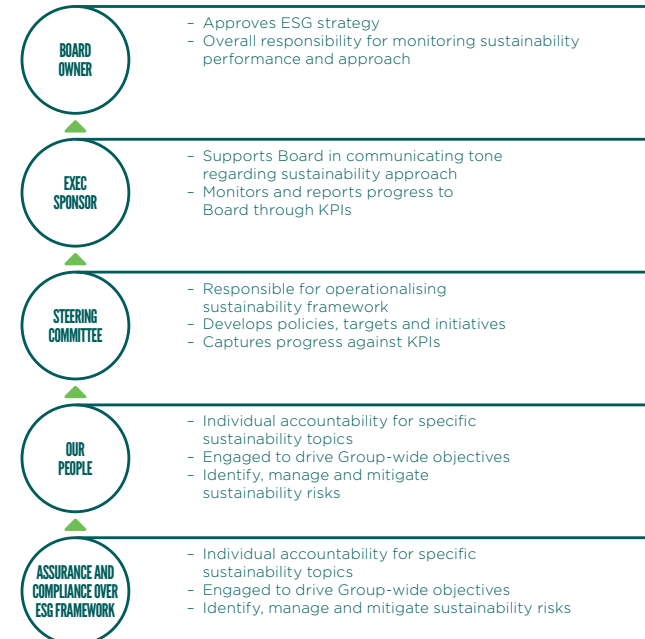 BOARD
OWNER
– Approves ESG strategy
– Overall responsibility for monitoring sustainability
performance and approach
EXEC
SPONSOR
– Supports Board in communicating tone
regarding sustainability approach
– Monitors and reports progress to
Board through KPIs
STEERING
COMMITTEE
– Responsible for operationalising
sustainability framework
– Develops policies, targets and initiatives
– Captures progress against KPIs
OUR
PEOPLE
– Individual accountability for specific
sustainability topics
– Engaged to drive Group-wide objectives
– Identify, manage and mitigate
sustainability risks
ASSURANCE AND
COMPLIANCE OVER
ESG FRAMEWORK
– Individual accountability for specific
sustainability topics
– Engaged to drive Group-wide objectives
– Identify, manage and mitigate sustainability risks